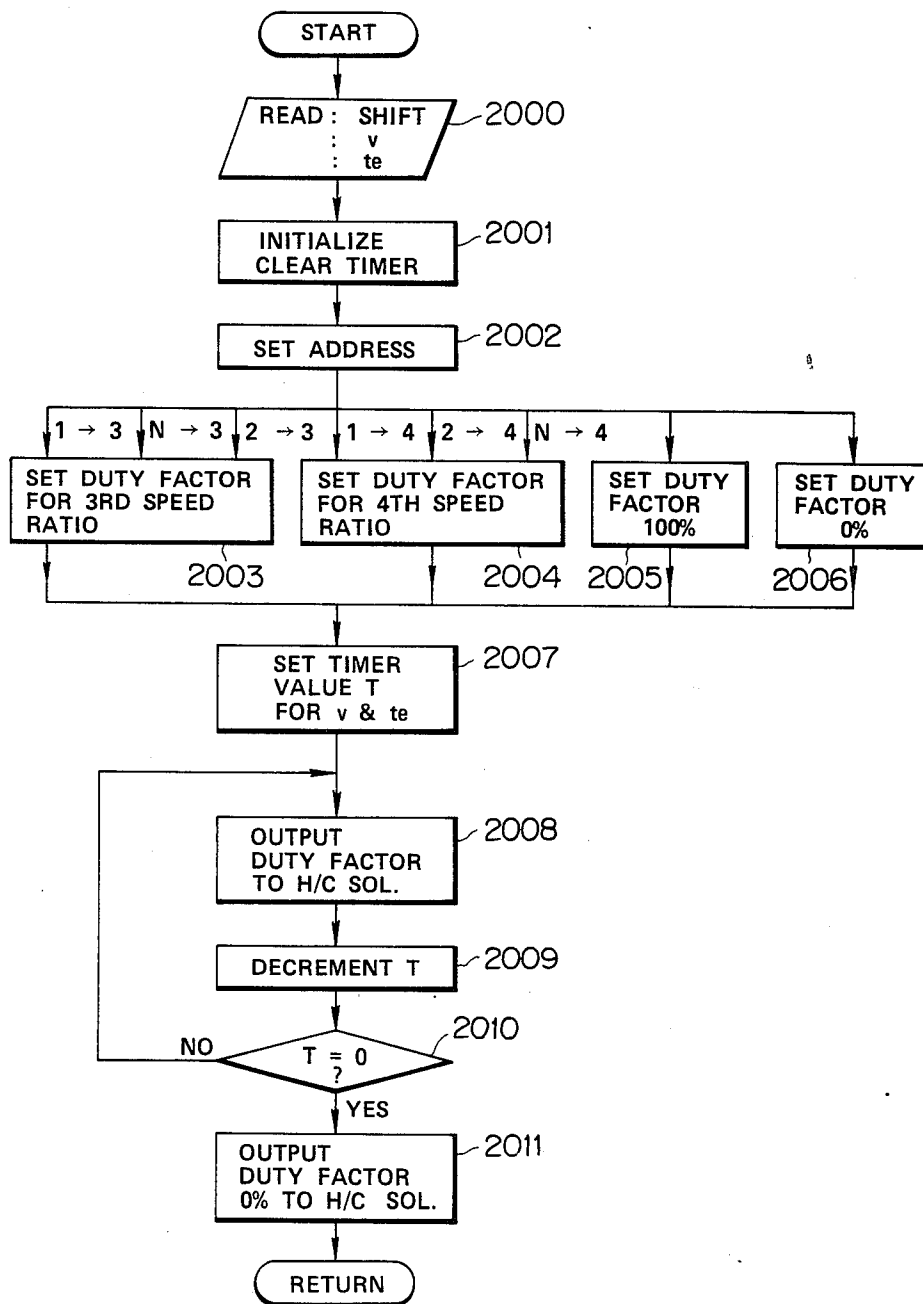 START
READ : SHIFT
: v
: te
2000
INITIALIZE
CLEAR TIMER
2001
SET ADDRESS
2002
1 → 3
N → 3
2 → 3
1 → 4
2 → 4
N → 4
SET DUTY FACTOR
FOR 3RD SPEED
RATIO
2003
SET DUTY FACTOR
FOR 4TH SPEED
RATIO
2004
SET DUTY
FACTOR
100%
2005
SET DUTY
FACTOR
0%
2006
SET TIMER
VALUE T
FOR v & te
2007
OUTPUT
DUTY FACTOR
TO H/C SOL.
2008
DECREMENT T
2009
T = 0
?
2010
NO
YES
OUTPUT
DUTY FACTOR
0% TO H/C SOL.
2011
RETURN